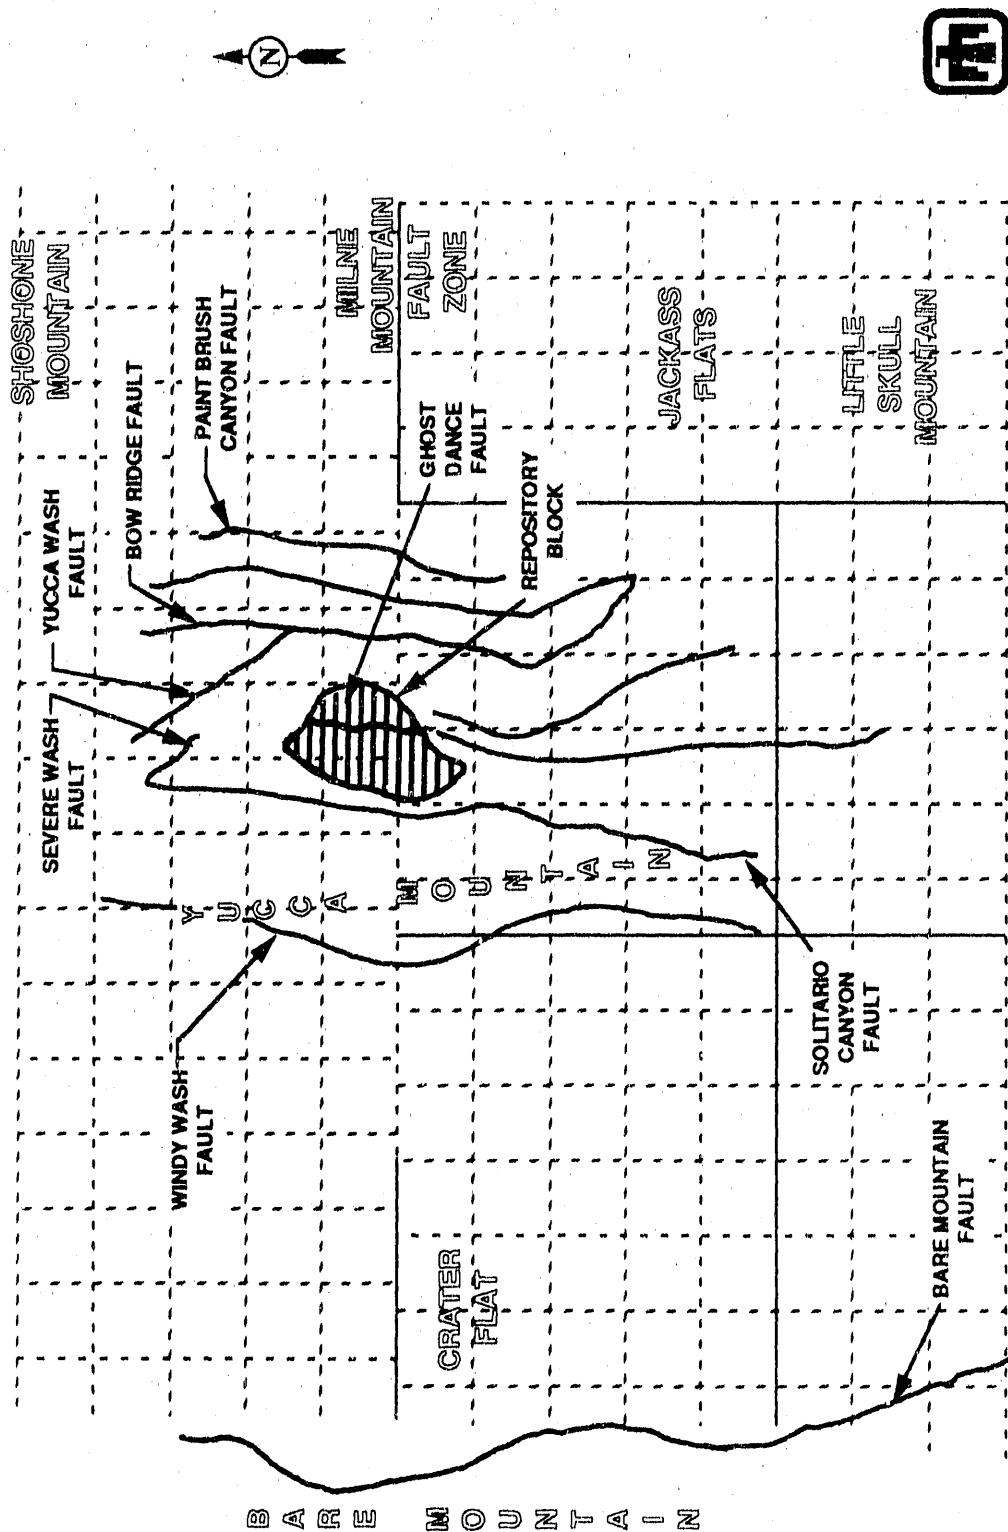 SHOSHONE
MOUNTAIN
N
YUCCA WASH
FAULT
SEVERE WASH
FAULT
BOW RIDGE FAULT
PAINT BRUSH
CANYON FAULT
WINDY WASH
FAULT
MILNE
MOUNTAIN
FAULT
ZONE
BARE MOUNTAIN
YUCCA MOUNTAIN
GHOST
DANCE
FAULT
CRATER
FLAT
REPOSITORY
BLOCK
JACKASS
FLATS
SOLITARIO
CANYON
FAULT
LITTLE
SKULL
MOUNTAIN
BARE MOUNTAIN
FAULT